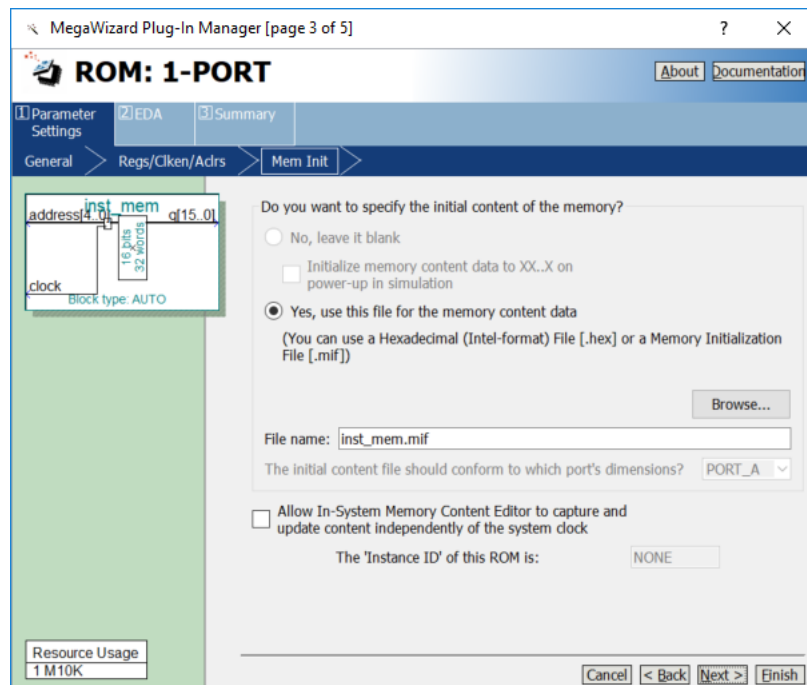 MegaWizard Plug-In Manager [page 3 of 5]
? X
ROM: 1-PORT
About Documentation
1 Parameter Settings
2 EDA
3 Summary
General
Regs/Clken/Aclrs
Mem Init
inst_mem
address[4..0]
q[15..0]
16 bits
32 words
clock
Block type: AUTO
Do you want to specify the initial content of the memory?
No, leave it blank
Initialize memory content data to XX..X on
power-up in simulation
Yes, use this file for the memory content data
(You can use a Hexadecimal (Intel-format) File [.hex] or a Memory Initialization
File [.mif])
Browse...
File name: inst_mem.mif
The initial content file should conform to which port's dimensions? PORT_A
Allow In-System Memory Content Editor to capture and
update content independently of the system clock
The 'Instance ID' of this ROM is: NONE
Resource Usage
1 M10K
Cancel < Back Next > Finish